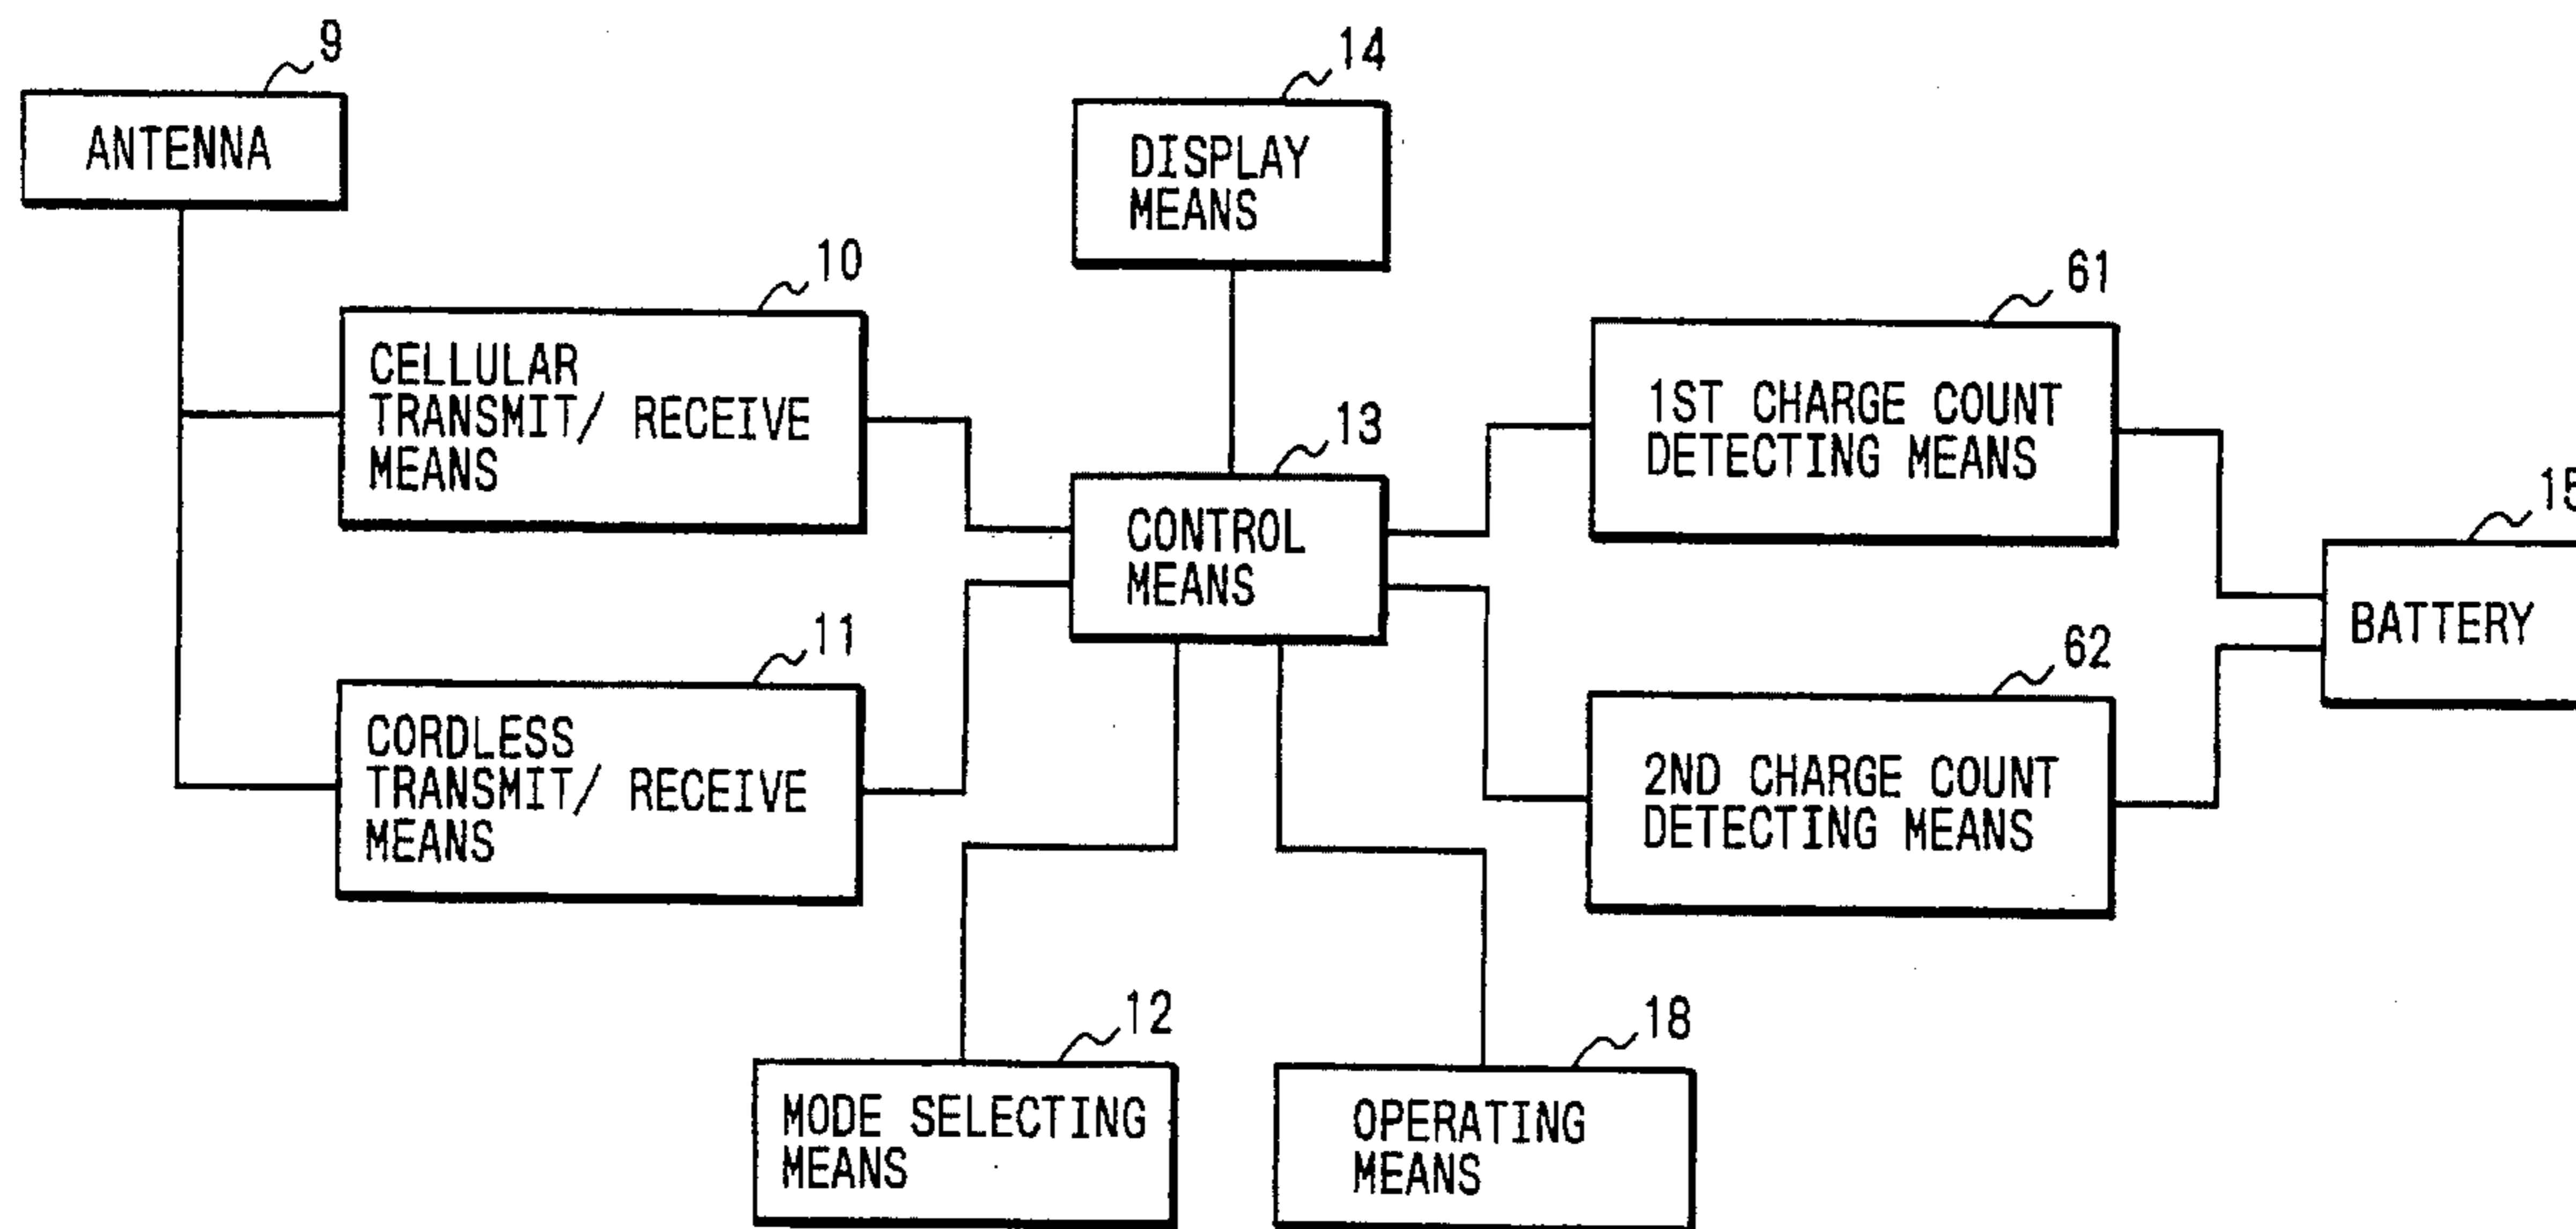 9
ANTENNA
14
DISPLAY
MEANS
10
CELLULAR
TRANSMIT/ RECEIVE
MEANS
61
1ST CHARGE COUNT
DETECTING MEANS
13
CONTROL
MEANS
15
BATTERY
11
CORDLESS
TRANSMIT/ RECEIVE
MEANS
62
2ND CHARGE COUNT
DETECTING MEANS
12
MODE SELECTING
MEANS
18
OPERATING
MEANS